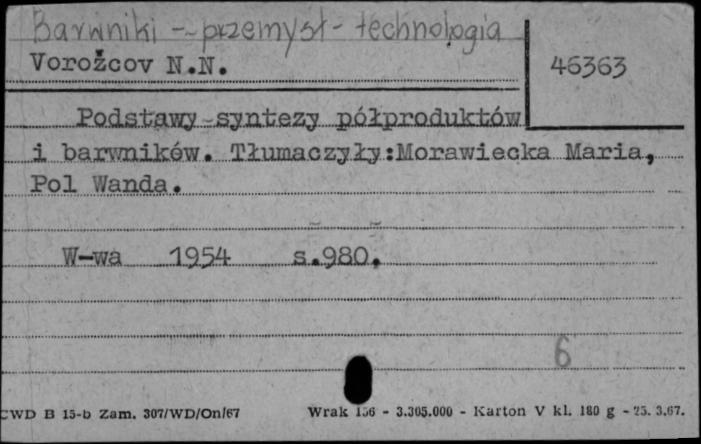 Barwniki - przemysł - technologia
Vorožcov N.N.
46363
Podstawy syntezy półproduktów
i barwników. Tłumaczyły:Morawiecka Maria,
Pol Wanda.
W-wa 1954 s.980.
6
CWD B 15-b Zam. 307/WD/On/67 Wrak 156 - 3.305.000 - Karton V kl. 180 g - 23. 3.67.